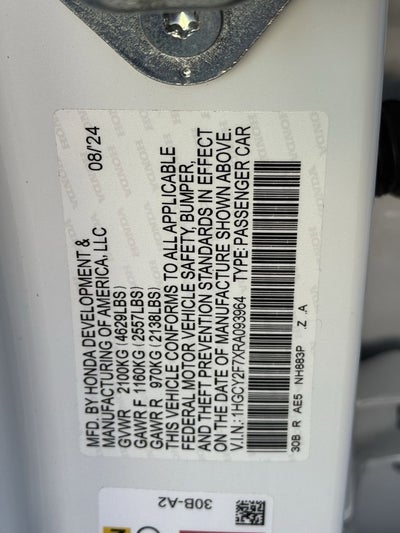 MFD. BY HONDA DEVELOPMENT &
MANUFACTURING OF AMERICA, LLC 08/'24
GVWR 2100KG (4629LBS)
GAWR F 1160KG (2557LBS)
GAWR R 970KG (2138LBS)
THIS VEHICLE CONFORMS TO ALL APPLICABLE
FEDERAL MOTOR VEHICLE SAFETY, BUMPER,
AND THEFT PREVENTION STANDARDS IN EFFECT
ON THE DATE OF MANUFACTURE SHOWN ABOVE.
V.I.N.: 1HGCY2F7XRA093964 TYPE: PASSENGER CAR
30B R AE5 NH883P .Z .A
30B-A2